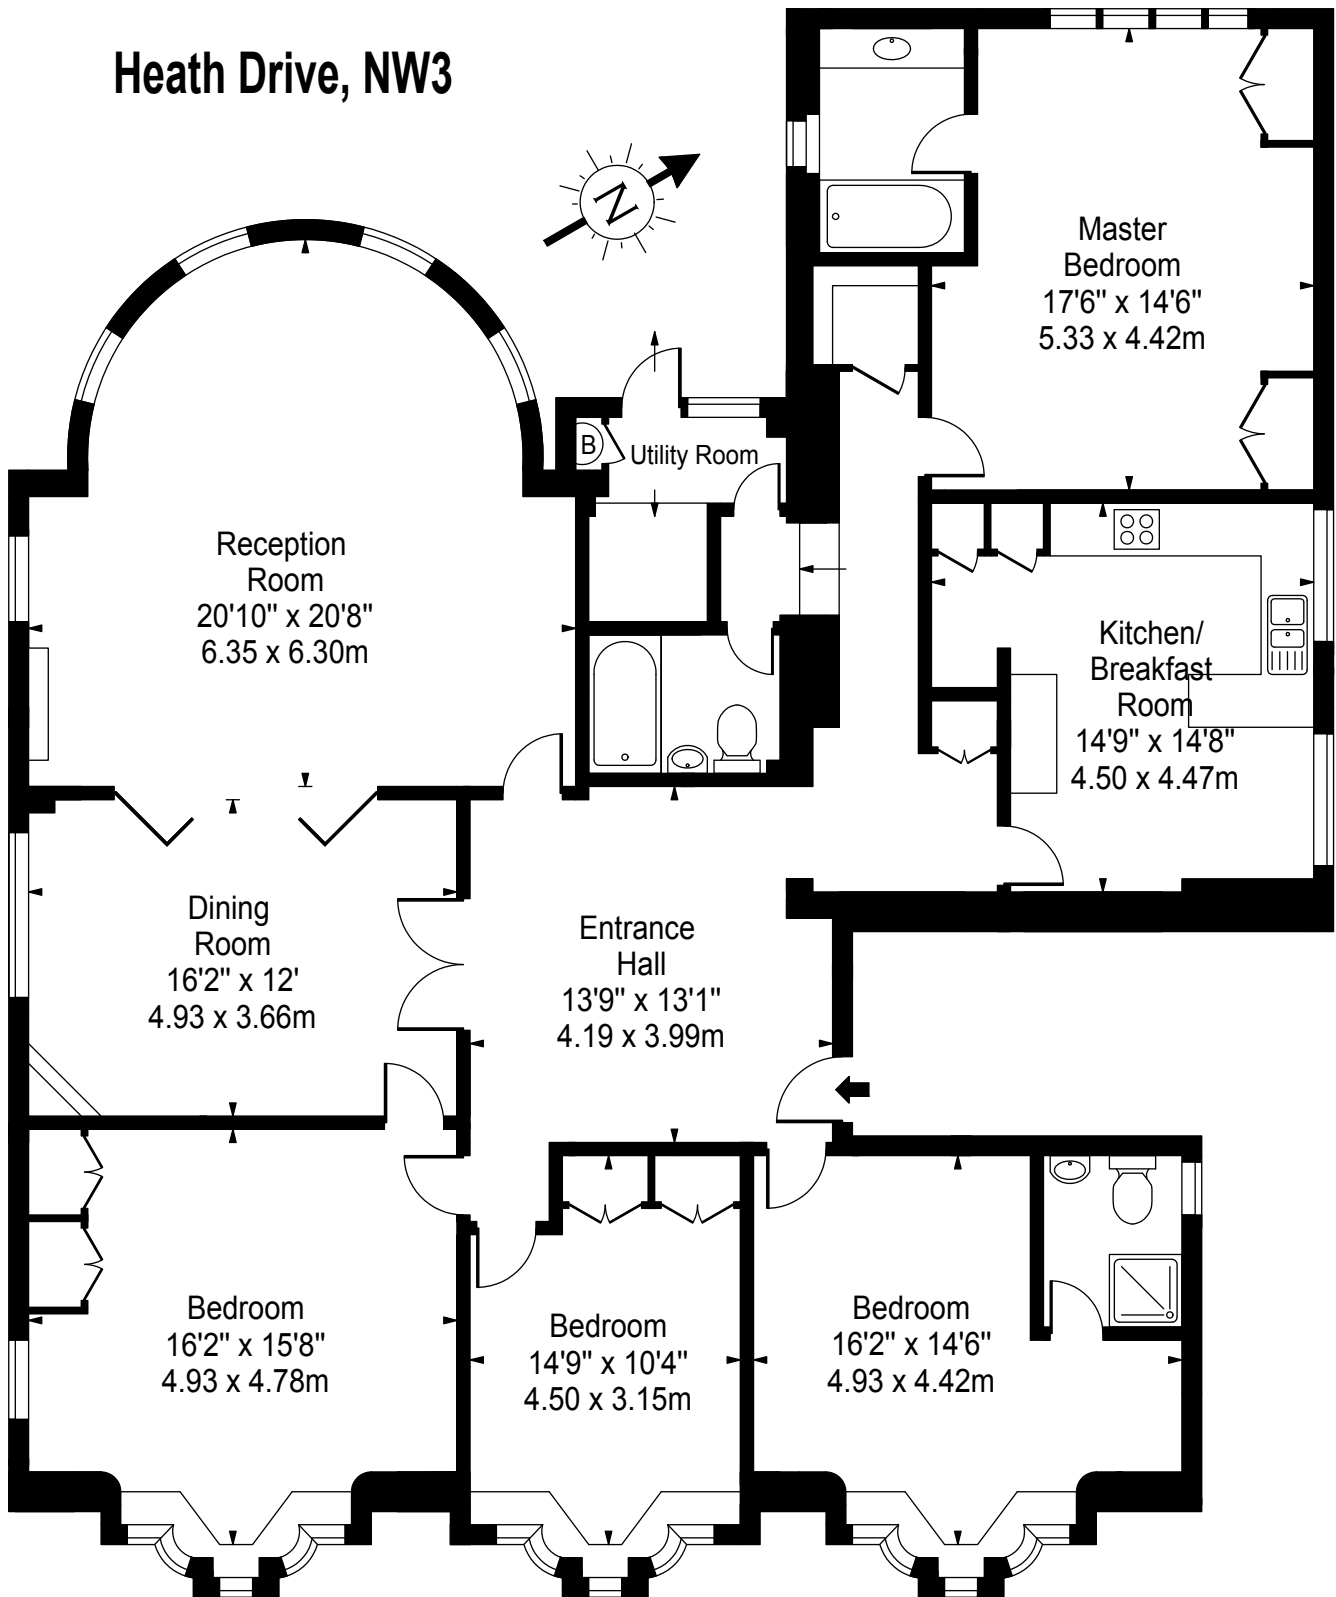 Heath Drive, NW3
N
Master
Bedroom
17'6" x 14'6"
5.33 x 4.42m
B
Utility Room
Reception
Room
20'10" x 20'8"
6.35 x 6.30m
Kitchen/
Breakfast
Room
14'9" x 14'8"
4.50 x 4.47m
Dining
Room
16'2" x 12'
4.93 x 3.66m
Entrance
Hall
13'9" x 13'1"
4.19 x 3.99m
Bedroom
16'2" x 15'8"
4.93 x 4.78m
Bedroom
14'9" x 10'4"
4.50 x 3.15m
Bedroom
16'2" x 14'6"
4.93 x 4.42m